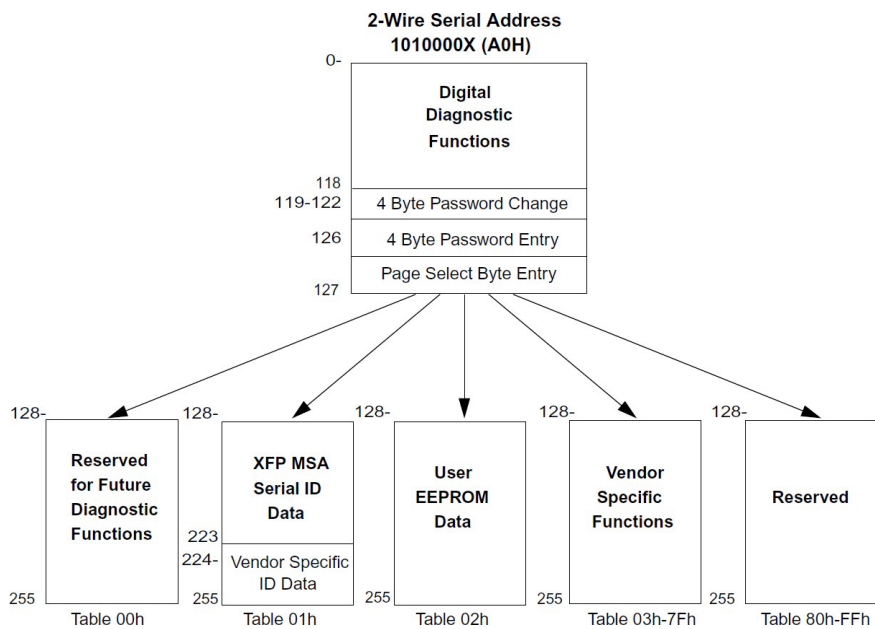 2-Wire Serial Address
1010000X (A0H)
0-
Digital
Diagnostic
Functions
118
119-122
4 Byte Password Change
126
4 Byte Password Entry
Page Select Byte Entry
127
128-
Reserved
for Future
Diagnostic
Functions
255
Table 00h
128-
XFP MSA
Serial ID
Data
223
224-
Vendor Specific
ID Data
255
Table 01h
128-
User
EEPROM
Data
255
Table 02h
128-
Vendor
Specific
Functions
255
Table 03h-7Fh
128-
Reserved
255
Table 80h-FFh